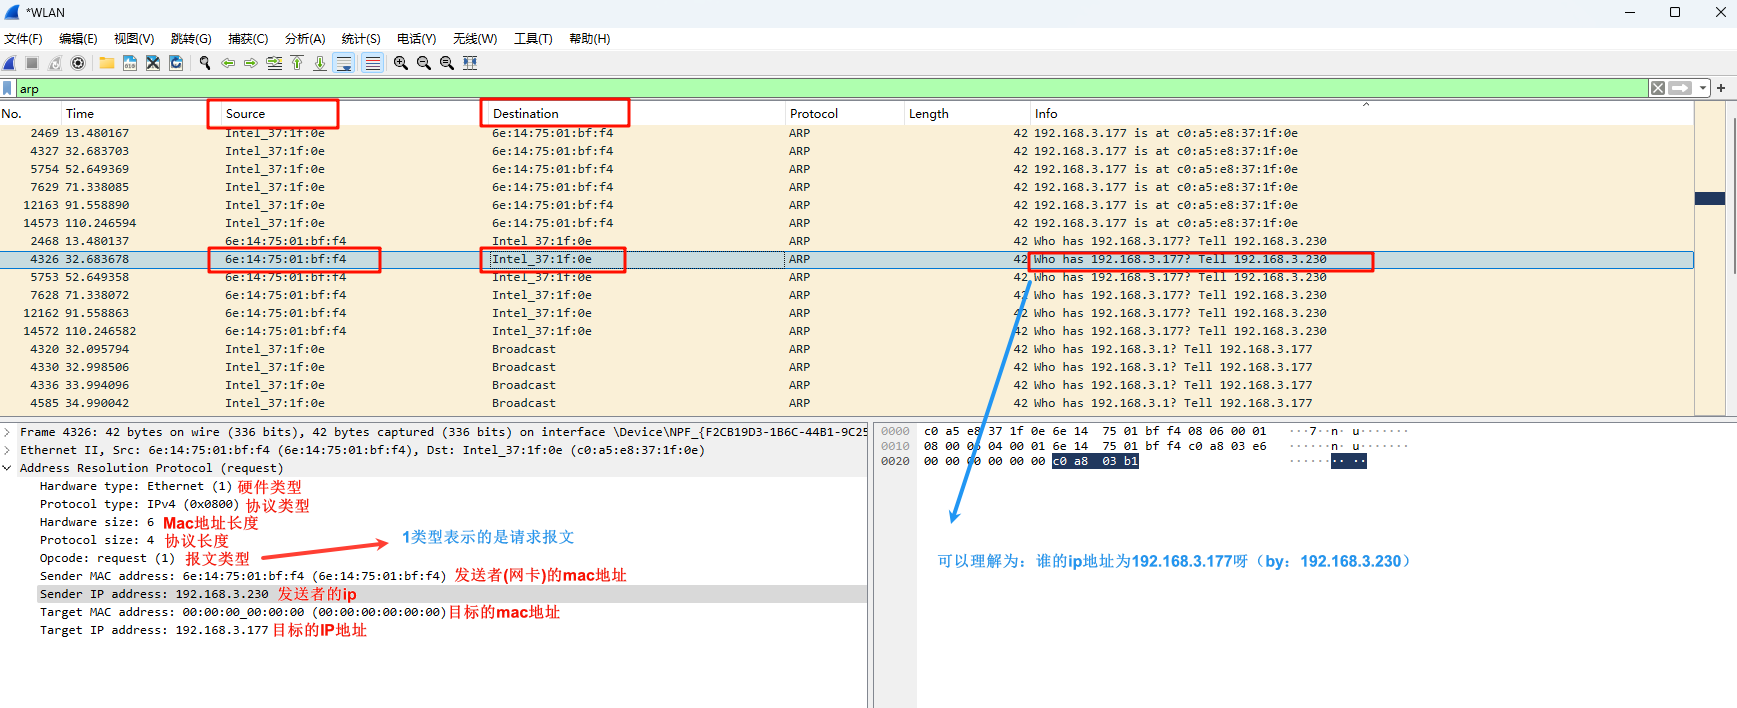 *WLAN
文件(F) 编辑(E) 视图(V) 跳转(G) 捕获(C) 分析(A) 统计(S) 电话(Y) 无线(W) 工具(T) 帮助(H)
arp
No. Time Source Destination Protocol Length Info
2469 13.480167 Intel_37:1f:0e 6e:14:75:01:bf:f4 ARP 42 192.168.3.177 is at c0:a5:e8:37:1f:0e
4327 32.683703 Intel_37:1f:0e 6e:14:75:01:bf:f4 ARP 42 192.168.3.177 is at c0:a5:e8:37:1f:0e
5754 52.649369 Intel_37:1f:0e 6e:14:75:01:bf:f4 ARP 42 192.168.3.177 is at c0:a5:e8:37:1f:0e
7629 71.338085 Intel_37:1f:0e 6e:14:75:01:bf:f4 ARP 42 192.168.3.177 is at c0:a5:e8:37:1f:0e
12163 91.558890 Intel_37:1f:0e 6e:14:75:01:bf:f4 ARP 42 192.168.3.177 is at c0:a5:e8:37:1f:0e
14573 110.246594 Intel_37:1f:0e 6e:14:75:01:bf:f4 ARP 42 192.168.3.177 is at c0:a5:e8:37:1f:0e
2468 13.480137 6e:14:75:01:bf:f4 Intel_37:1f:0e ARP 42 Who has 192.168.3.177? Tell 192.168.3.230
4326 32.683678 6e:14:75:01:bf:f4 Intel_37:1f:0e ARP 42 Who has 192.168.3.177? Tell 192.168.3.230
5753 52.649358 6e:14:75:01:bf:f4 Intel_37:1f:0e ARP 42 Who has 192.168.3.177? Tell 192.168.3.230
7628 71.338072 6e:14:75:01:bf:f4 Intel_37:1f:0e ARP 42 Who has 192.168.3.177? Tell 192.168.3.230
12162 91.558863 6e:14:75:01:bf:f4 Intel_37:1f:0e ARP 42 Who has 192.168.3.177? Tell 192.168.3.230
14572 110.246582 6e:14:75:01:bf:f4 Intel_37:1f:0e ARP 42 Who has 192.168.3.177? Tell 192.168.3.230
4320 32.095794 Intel_37:1f:0e Broadcast ARP 42 Who has 192.168.3.1? Tell 192.168.3.177
4330 32.998506 Intel_37:1f:0e Broadcast ARP 42 Who has 192.168.3.1? Tell 192.168.3.177
4336 33.994096 Intel_37:1f:0e Broadcast ARP 42 Who has 192.168.3.1? Tell 192.168.3.177
4585 34.990042 Intel_37:1f:0e Broadcast ARP 42 Who has 192.168.3.1? Tell 192.168.3.177
Frame 4326: 42 bytes on wire (336 bits), 42 bytes captured (336 bits) on interface \Device\NPF_{F2CB19D3-1B6C-44B1-9C25
Ethernet II, Src: 6e:14:75:01:bf:f4 (6e:14:75:01:bf:f4), Dst: Intel_37:1f:0e (c0:a5:e8:37:1f:0e)
Address Resolution Protocol (request)
Hardware type: Ethernet (1) 硬件类型
Protocol type: IPv4 (0x0800) 协议类型
Hardware size: 6 Mac地址长度
Protocol size: 4 协议长度
Opcode: request (1) 报文类型
1类型表示的是请求报文
Sender MAC address: 6e:14:75:01:bf:f4 (6e:14:75:01:bf:f4) 发送者(网卡)的mac地址
Sender IP address: 192.168.3.230 发送者的ip
Target MAC address: 00:00:00_00:00:00 (00:00:00:00:00:00) 目标的mac地址
Target IP address: 192.168.3.177 目标的IP地址
0000 c0 a5 e8 37 1f 0e 6e 14 75 01 bf f4 08 06 00 01 ···7··n· u·······
0010 08 00 06 04 00 01 6e 14 75 01 bf f4 c0 a8 03 e6 ······n· u·······
0020 00 00 00 00 00 00 c0 a8 03 b1 ········ ··
可以理解为：谁的ip地址为192.168.3.177呀（by：192.168.3.230）